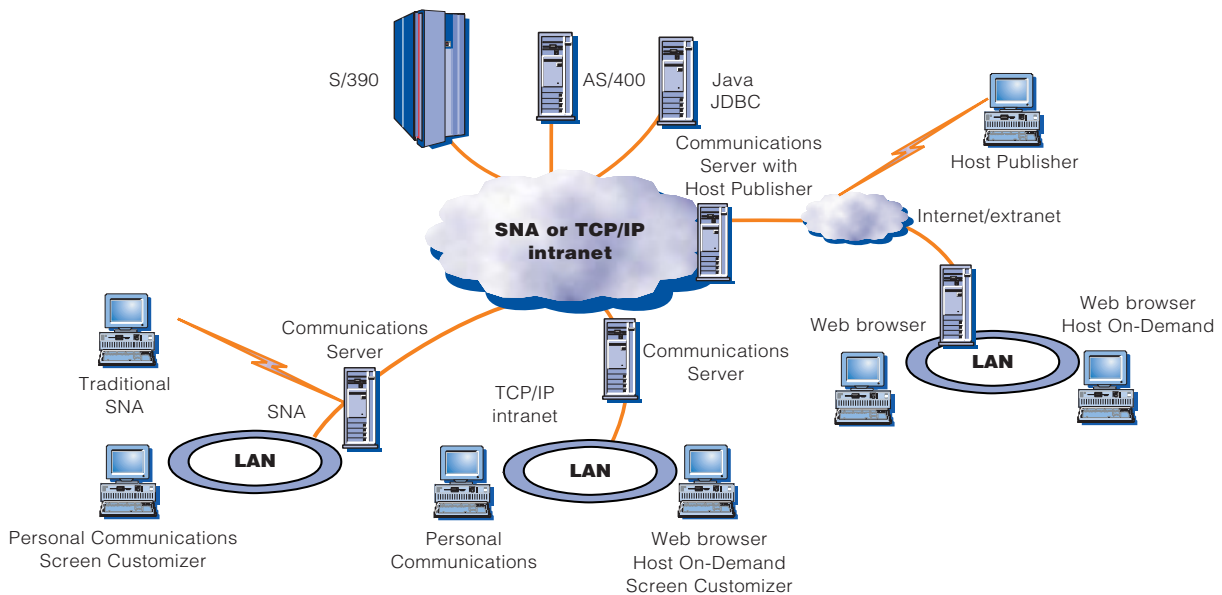 S/390
AS/400
Java
JDBC
Communications
Server with
Host Publisher
Host Publisher
SNA or TCP/IP
intranet
Internet/extranet
Web browser
Web browser
Host On-Demand
LAN
Communications
Server
Communications
Server
Traditional
SNA
SNA
TCP/IP
intranet
LAN
LAN
Personal Communications
Screen Customizer
Personal
Communications
Web browser
Host On-Demand
Screen Customizer